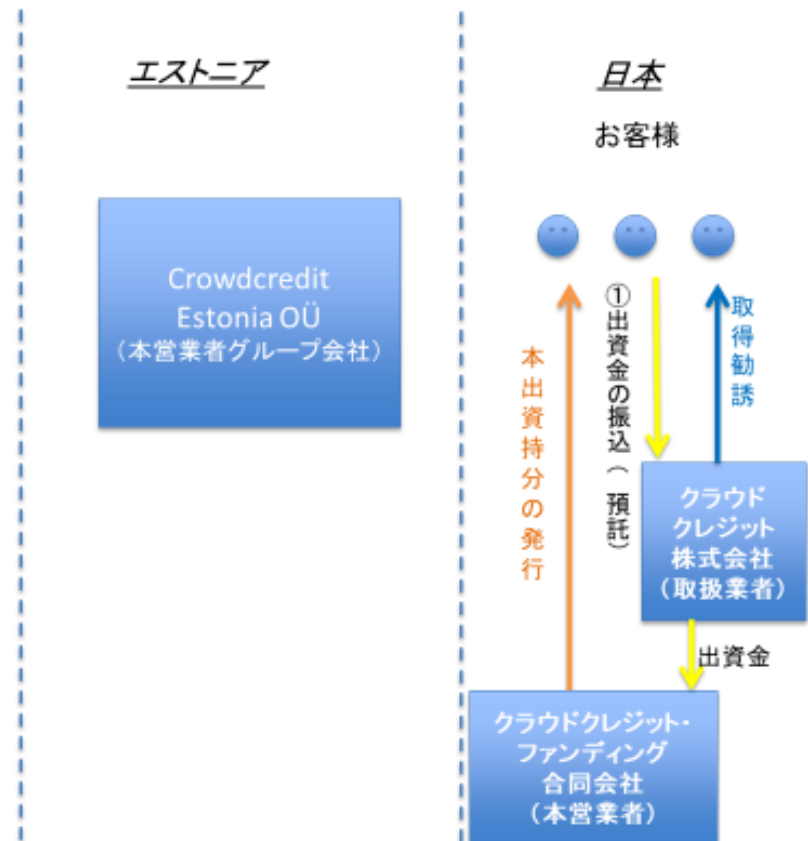 エストニア
日本
お客様
Crowdcredit
Estonia OÜ
（本営業者グループ会社）
本出資持分の発行
①出資金の振込（預託）
取得勧誘
クラウド
クレジット
株式会社
（取扱業者）
出資金
クラウドクレジット・
ファンディング
合同会社
（本営業者）